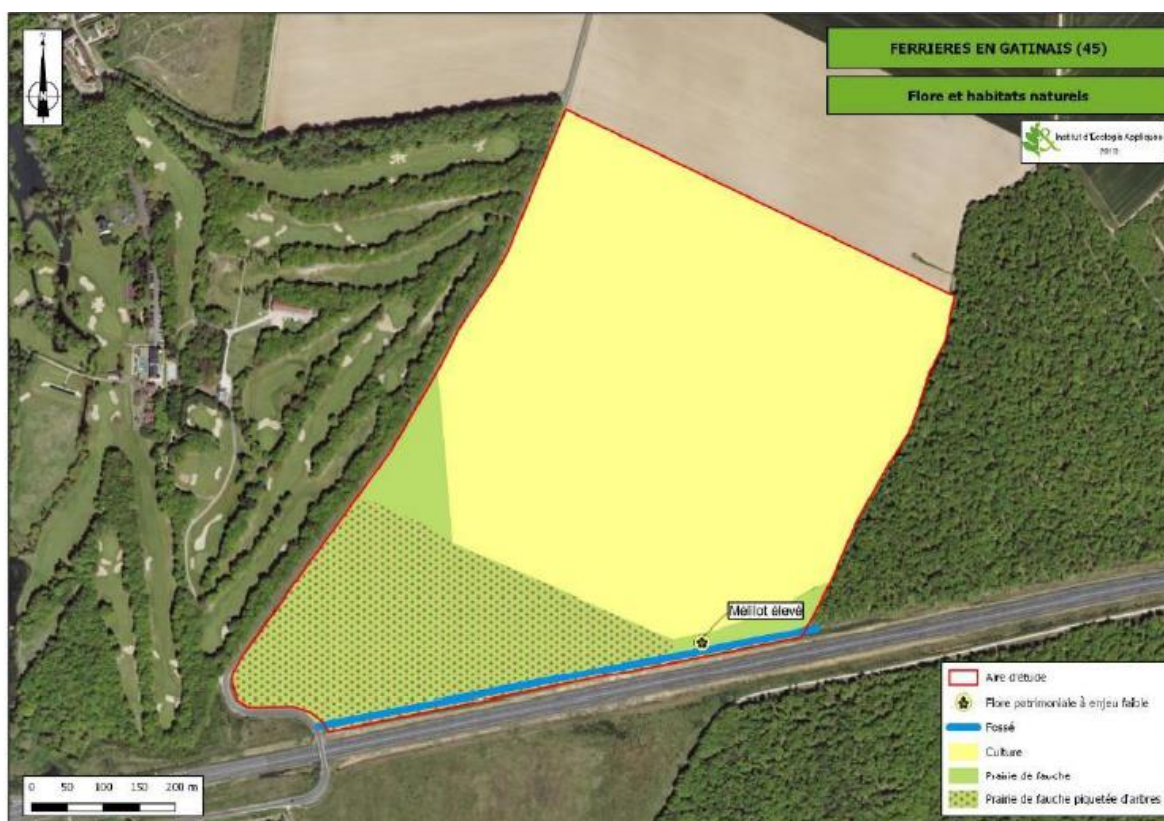 FERRIERES EN GATINAIS (45)
Flore et habitats naturels
Institut d'Ecologie Appliquée
N
Mélilot élevé
Aire d'étude
Flore patrimoniale à enjeu faible
Fossé
Culture
Prairie de fauche
Prairie de fauche piquetée d'arbres
0 50 100 150 200 m